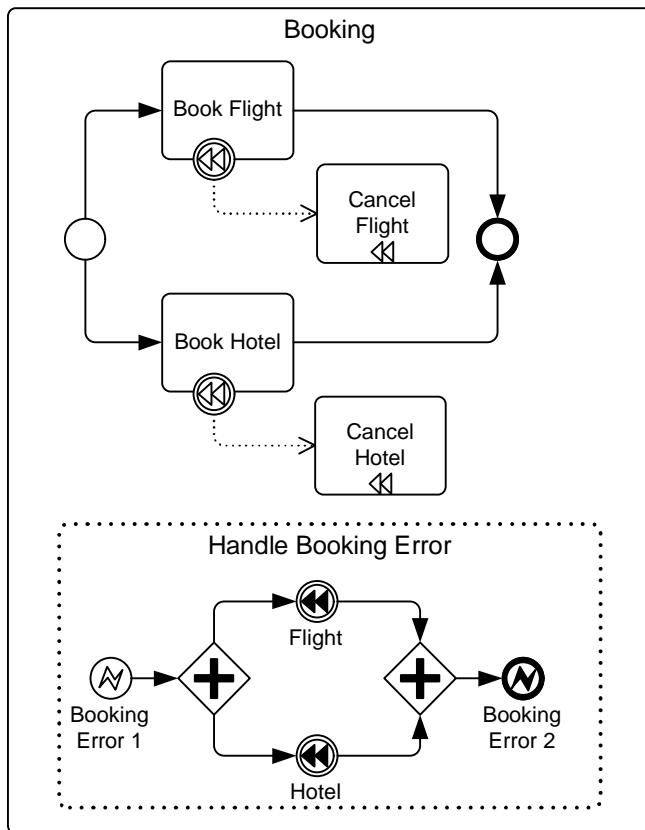 Booking
Book Flight
Cancel
Flight
Book Hotel
Cancel
Hotel
Handle Booking Error
Flight
Booking
Error 1
Booking
Error 2
Hotel